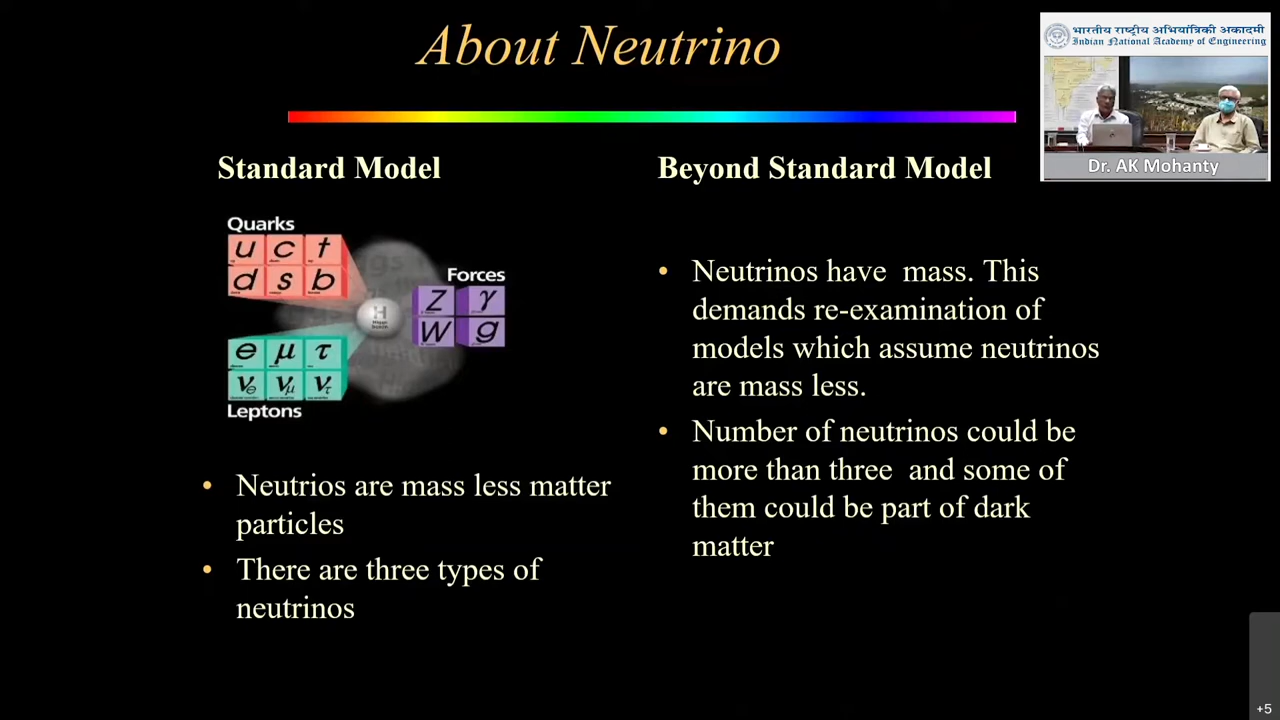 About Neutrino
भारतीय राष्ट्रीय अभियांत्रिकी अकादमी
Indian National Academy of Engineering
Dr. AK Mohanty
Standard Model
Quarks
u c t
d s b
Forces
Z γ
W g
H
e μ τ
νe νμ ντ
Leptons
• Neutrios are mass less matter
particles
• There are three types of
neutrinos
Beyond Standard Model
• Neutrinos have mass. This
demands re-examination of
models which assume neutrinos
are mass less.
• Number of neutrinos could be
more than three and some of
them could be part of dark
matter
+5